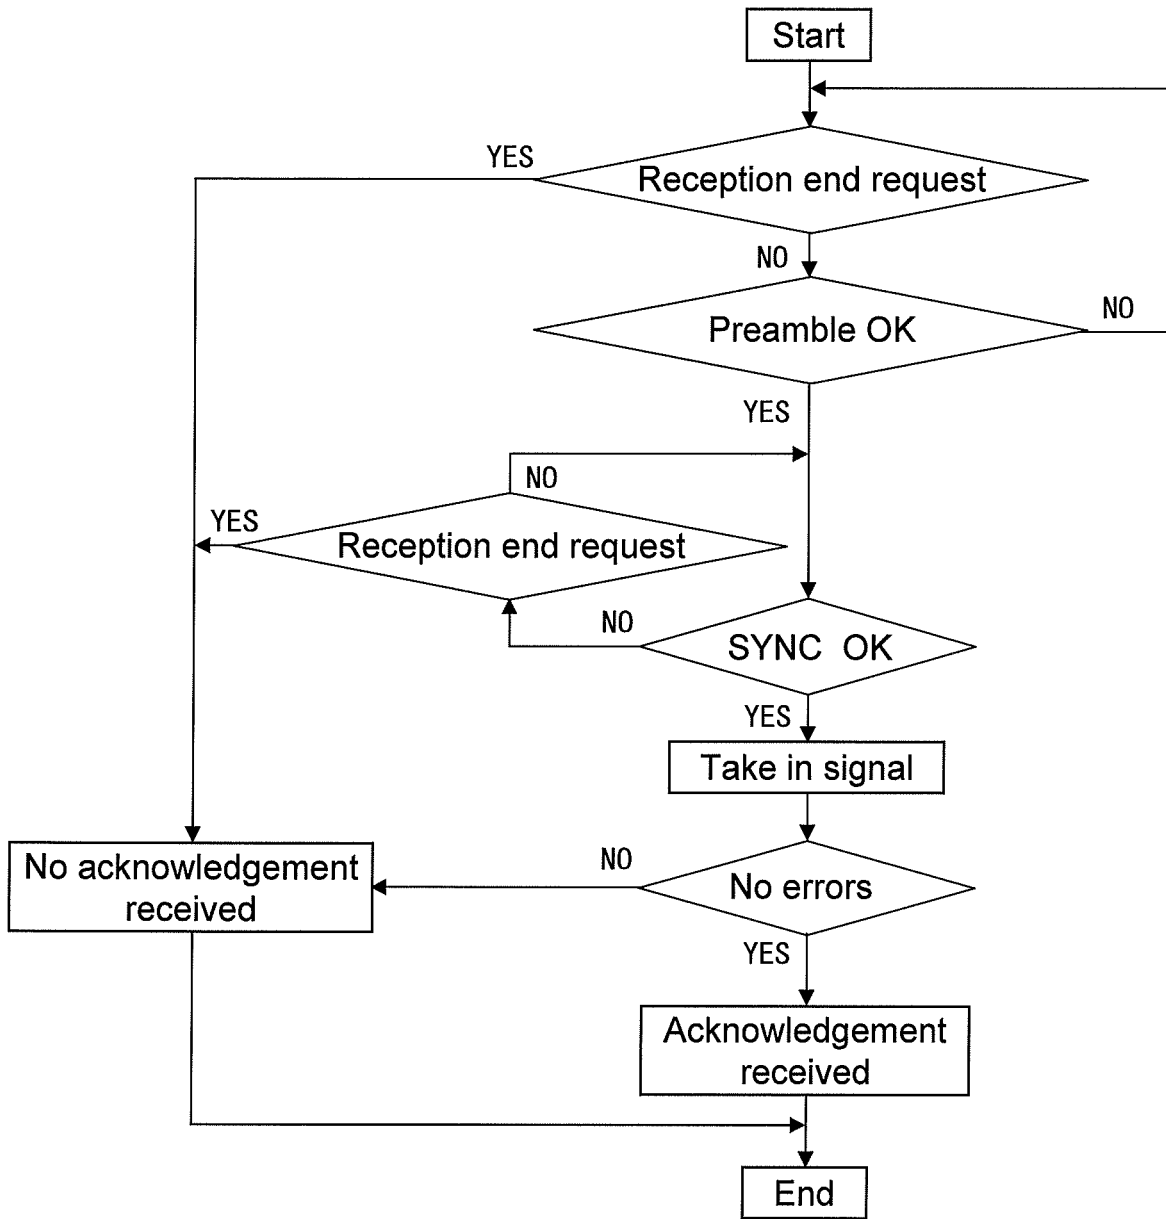 Start
YES
Reception end request
NO
Preamble OK
NO
YES
NO
YES
Reception end request
NO
SYNC OK
YES
Take in signal
No acknowledgement
received
NO
No errors
YES
Acknowledgement
received
End